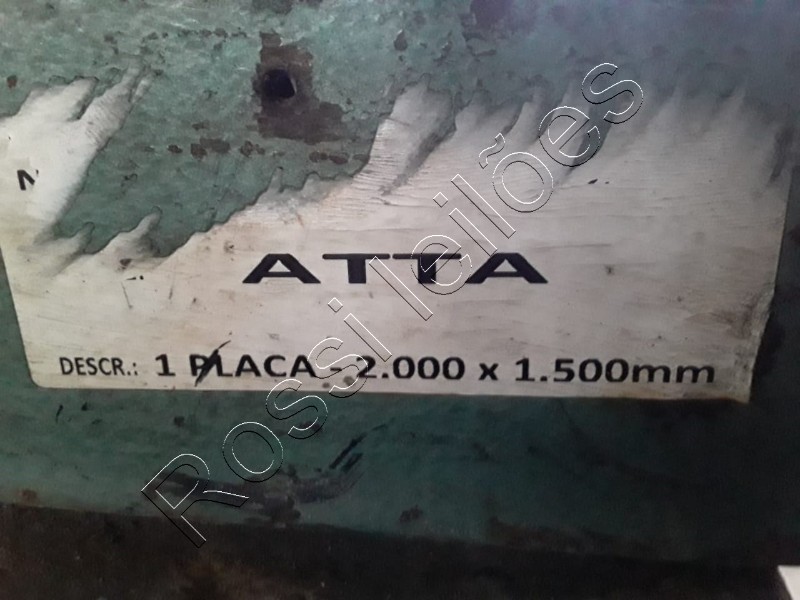 N
ATTA
DESCR.: 1 PLACA - 2.000 x 1.500mm
Rossi leilões